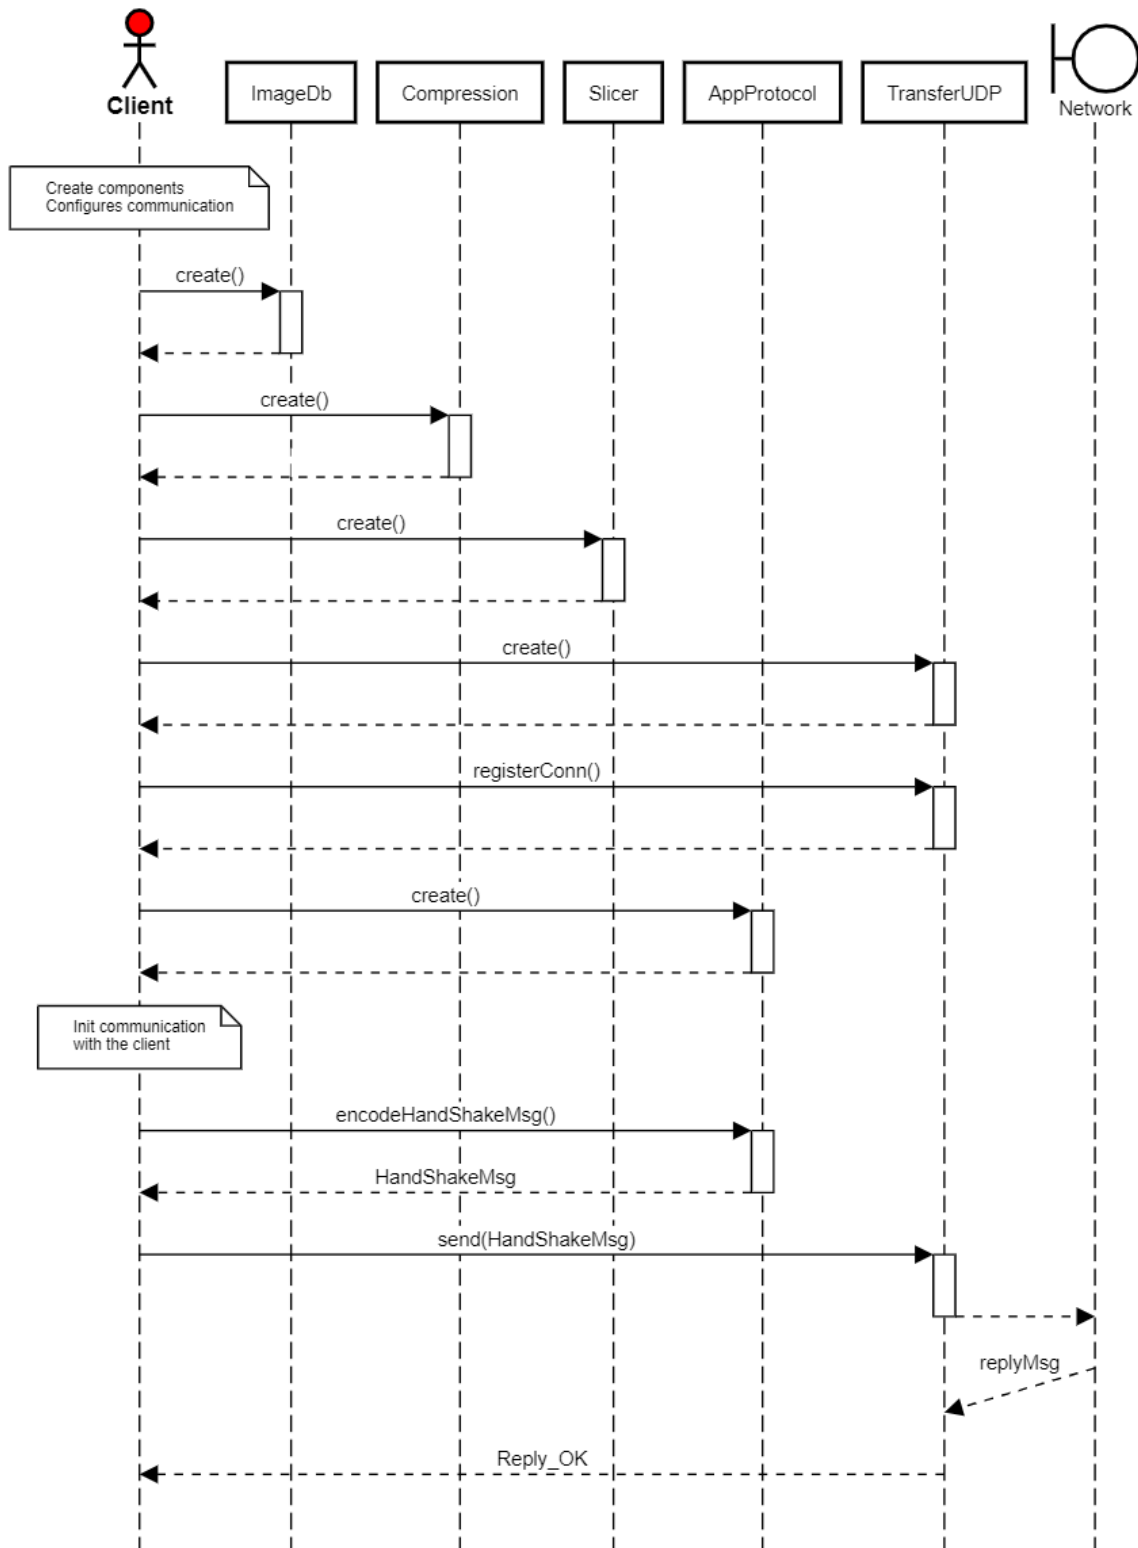 Client
ImageDb
Compression
Slicer
AppProtocol
TransferUDP
Network
Create components
Configures communication
create()
create()
create()
create()
registerConn()
create()
Init communication
with the client
encodeHandShakeMsg()
HandShakeMsg
send(HandShakeMsg)
replyMsg
Reply_OK